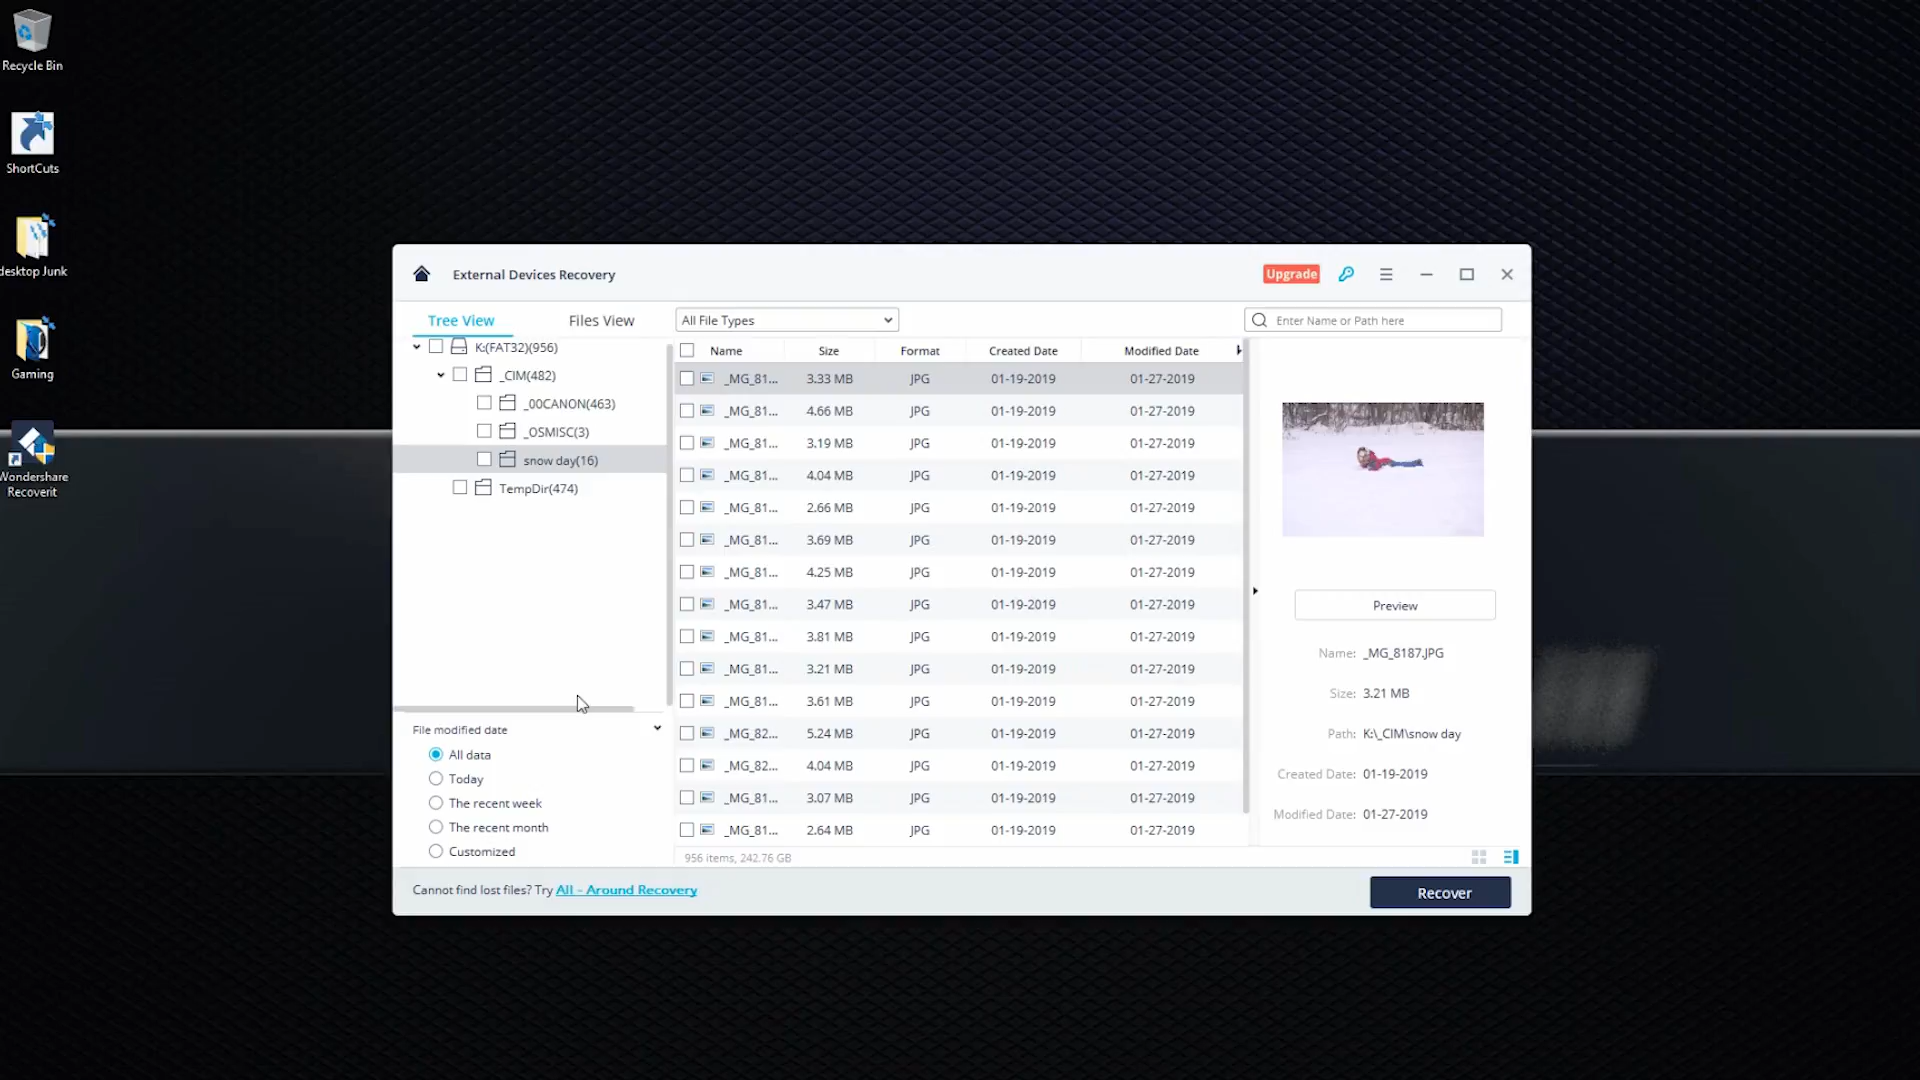 Recycle Bin
ShortCuts
desktop Junk
Gaming
Wondershare
Recoverit
External Devices Recovery
Upgrade
Tree View
Files View
All File Types
Enter Name or Path here
K:(FAT32)(956)
_CIM(482)
_00CANON(463)
_OSMISC(3)
snow day(16)
TempDir(474)
Name Size Format Created Date Modified Date
_MG_81... 3.33 MB JPG 01-19-2019 01-27-2019
_MG_81... 4.66 MB JPG 01-19-2019 01-27-2019
_MG_81... 3.19 MB JPG 01-19-2019 01-27-2019
_MG_81... 4.04 MB JPG 01-19-2019 01-27-2019
_MG_81... 2.66 MB JPG 01-19-2019 01-27-2019
_MG_81... 3.69 MB JPG 01-19-2019 01-27-2019
_MG_81... 4.25 MB JPG 01-19-2019 01-27-2019
_MG_81... 3.47 MB JPG 01-19-2019 01-27-2019
_MG_81... 3.81 MB JPG 01-19-2019 01-27-2019
_MG_81... 3.21 MB JPG 01-19-2019 01-27-2019
_MG_81... 3.61 MB JPG 01-19-2019 01-27-2019
_MG_82... 5.24 MB JPG 01-19-2019 01-27-2019
_MG_82... 4.04 MB JPG 01-19-2019 01-27-2019
_MG_81... 3.07 MB JPG 01-19-2019 01-27-2019
_MG_81... 2.64 MB JPG 01-19-2019 01-27-2019
956 items, 242.76 GB
Preview
Name: _MG_8187.JPG
Size: 3.21 MB
Path: K:\_CIM\snow day
Created Date: 01-19-2019
Modified Date: 01-27-2019
File modified date
All data
Today
The recent week
The recent month
Customized
Cannot find lost files? Try All - Around Recovery
Recover